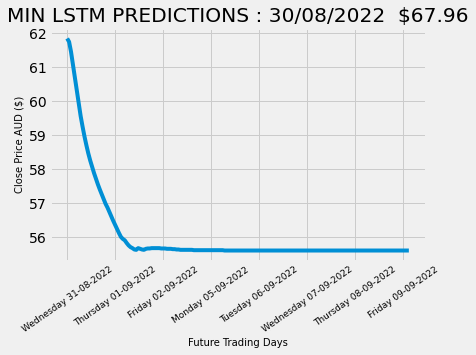 MIN LSTM PREDICTIONS : 30/08/2022 $67.96
62
61
60
59
58
57
56
Close Price AUD ($)
Wednesday 31-08-2022
Thursday 01-09-2022
Friday 02-09-2022
Monday 05-09-2022
Tuesday 06-09-2022
Wednesday 07-09-2022
Thursday 08-09-2022
Friday 09-09-2022
Future Trading Days